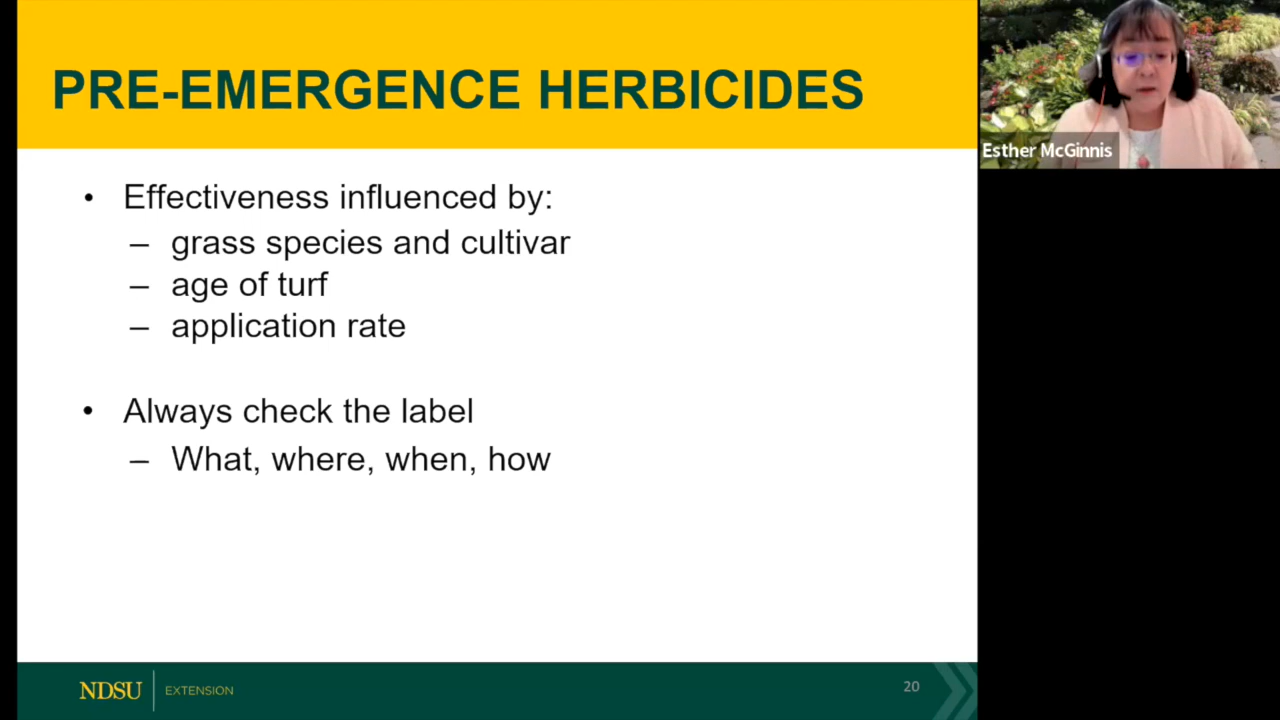 PRE-EMERGENCE HERBICIDES
Esther McGinnis
• Effectiveness influenced by:
– grass species and cultivar
– age of turf
– application rate
• Always check the label
– What, where, when, how
NDSU EXTENSION
20